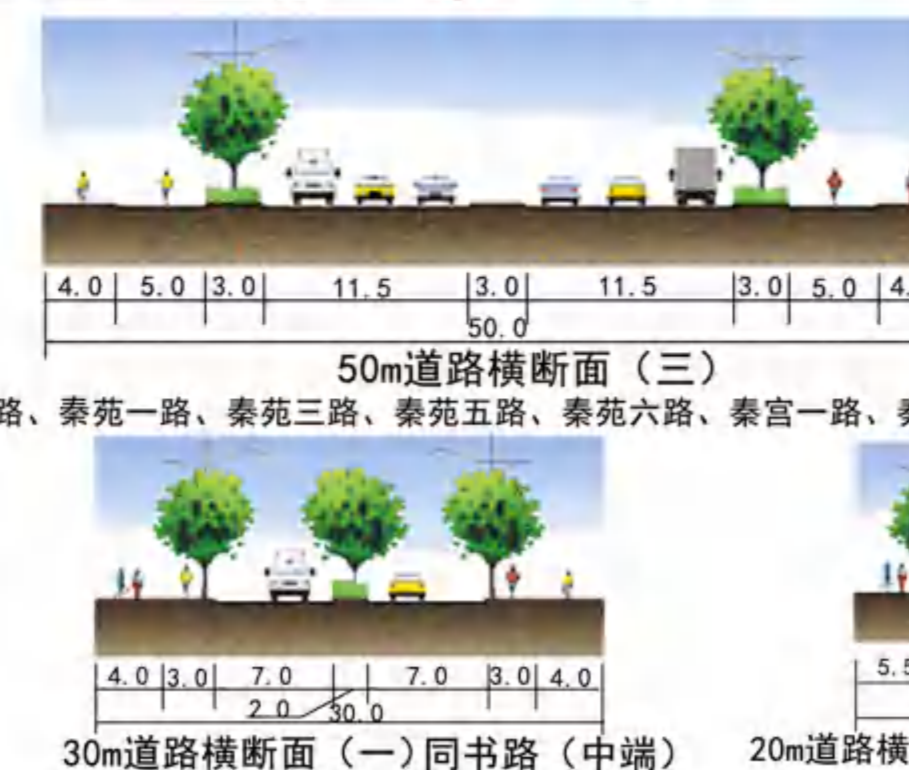 4.0 5.0 3.0 11.5 3.0 11.5 3.0 5.0 4.
50.0
50m道路横断面（三）
路、秦苑一路、秦苑三路、秦苑五路、秦苑六路、秦宫一路、
4.0 3.0 7.0 7.0 3.0 4.0
2.0 30.0
30m道路横断面（一）同书路（中端）
5.5
20m道路横